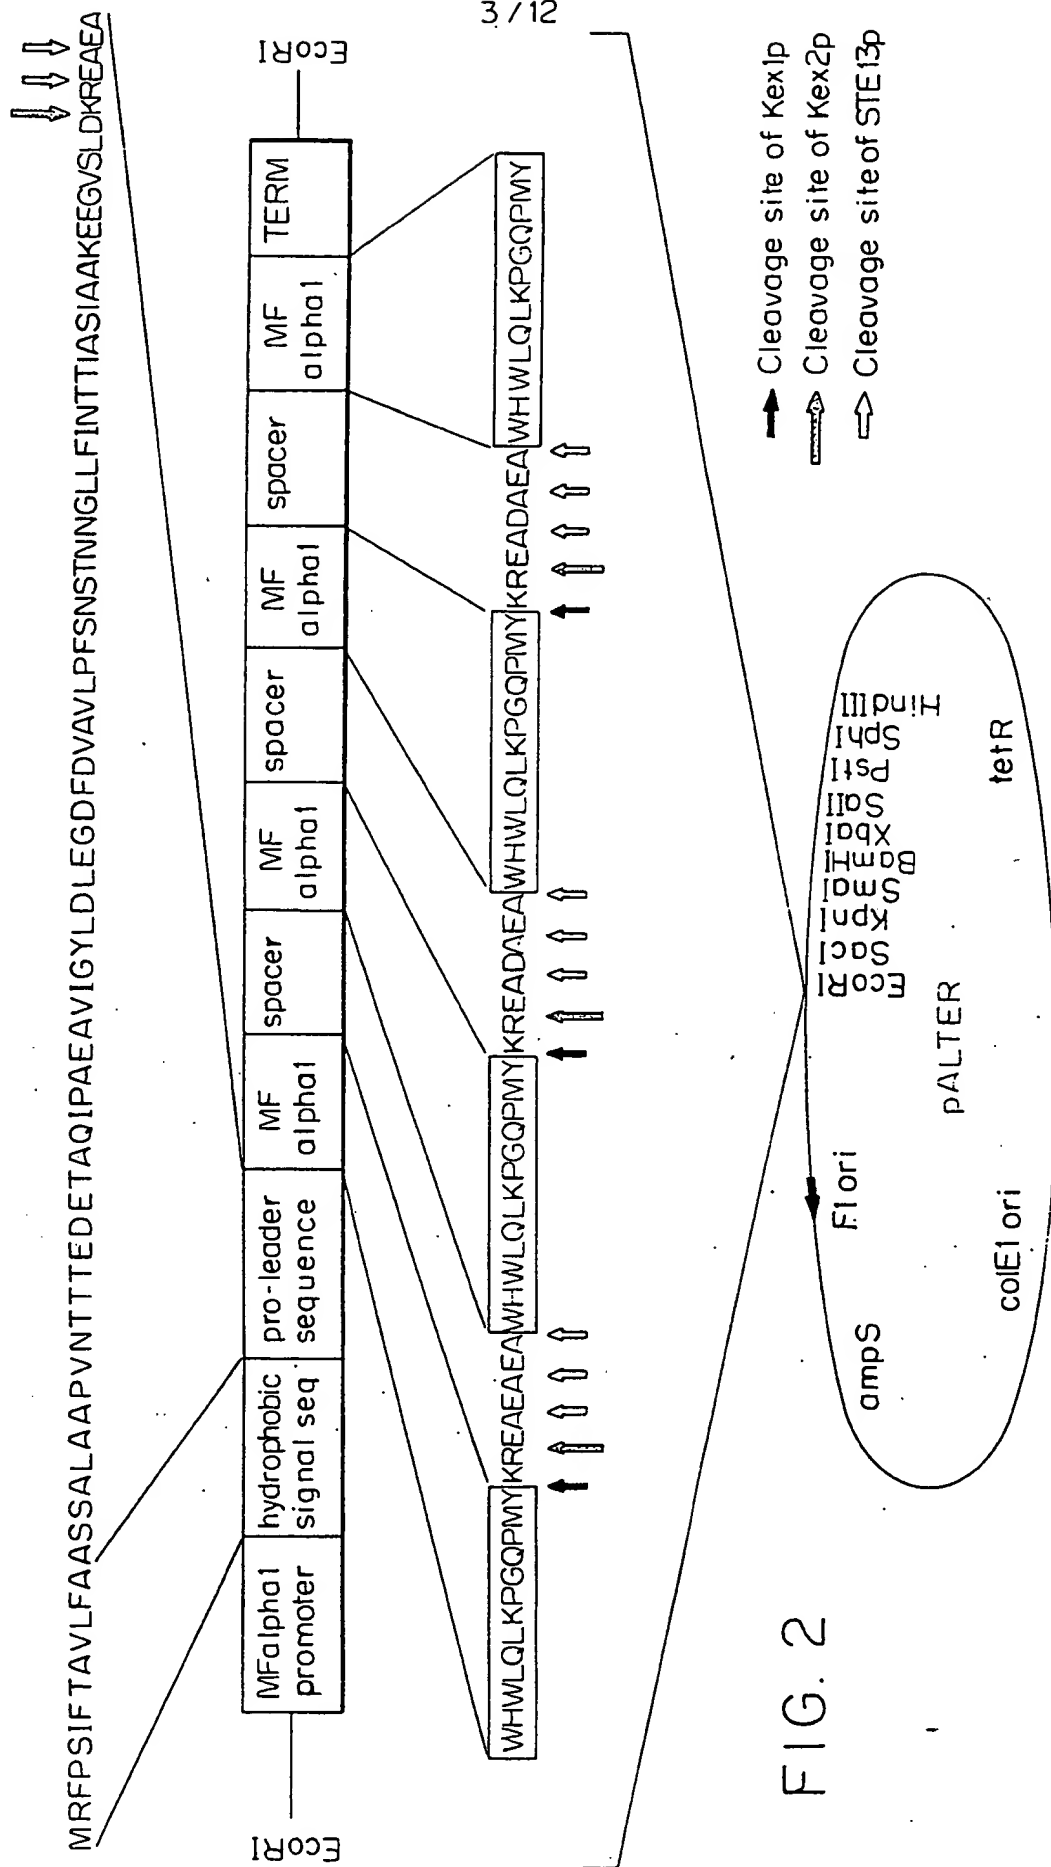 3/12
MRFPSIFTAVLFAASSALAAPVNTTTEDETAQIPAEAVIGYLDLEGDFDVAVLPFSNSTNNGLLFINTTIASIAAKEEGVSLDKREAEA
EcoRI
MFalpha1
promoter
hydrophobic
signal seq
pro-leader
sequence
MF
alpha1
spacer
MF
alpha1
spacer
MF
alpha1
spacer
MF
alpha1
TERM
EcoRI
WHWLQLKPGQPMY KREAEAEA WHWLQLKPGQPMY KREADAEA WHWLQLKPGQPMY KREADAEA WHWLQLKPGQPMY
Cleavage site of Kex1p
Cleavage site of Kex2p
Cleavage site of STE13p
EcoRI
SacI
KpnI
SmaI
BamHI
XbaI
SalI
PstI
SphI
HindIII
F1 ori
ampS
pALTER
tetR
colE1 ori
FIG. 2